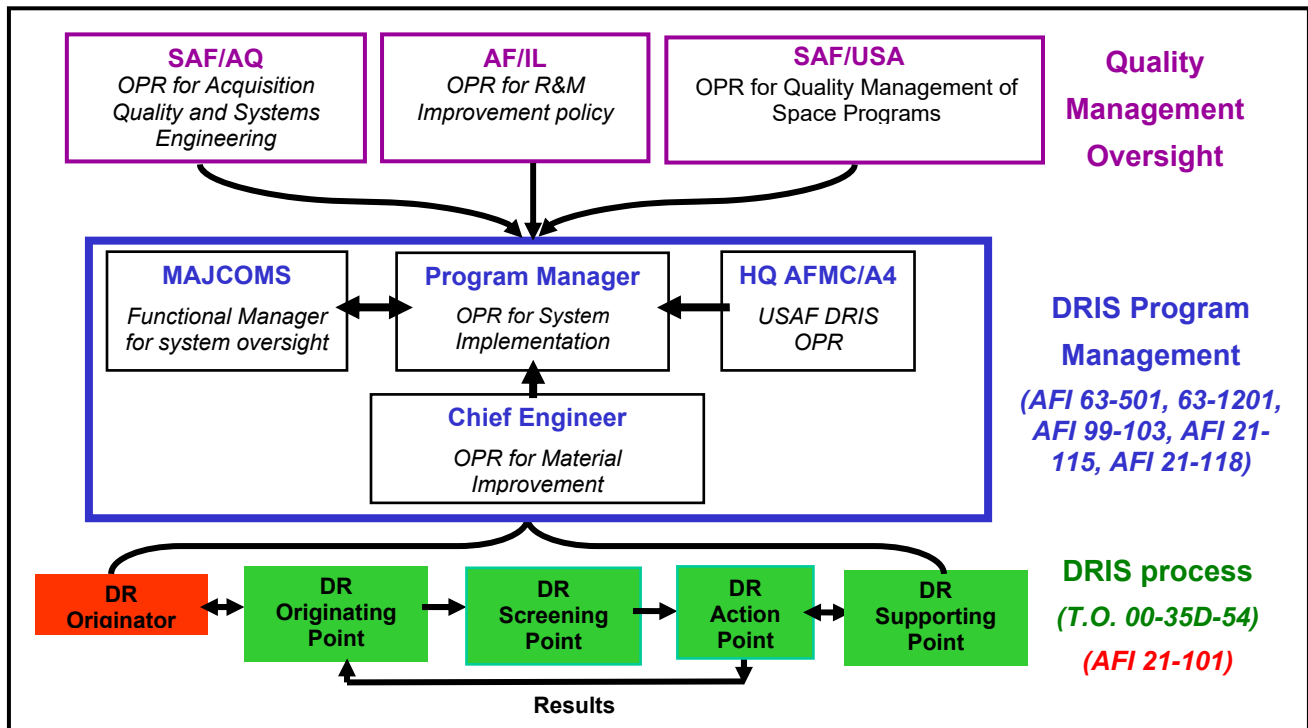 SAF/AQ
OPR for Acquisition
Quality and Systems
Engineering
AF/IL
OPR for R&M
Improvement policy
SAF/USA
OPR for Quality Management of
Space Programs
Quality
Management
Oversight
MAJCOMS
Functional Manager
for system oversight
Program Manager
OPR for System
Implementation
HQ AFMC/A4
USAF DRIS
OPR
Chief Engineer
OPR for Material
Improvement
DRIS Program
Management
(AFI 63-501, 63-1201,
AFI 99-103, AFI 21-
115, AFI 21-118)
DR
Originator
DR
Originating
Point
DR
Screening
Point
DR
Action
Point
DR
Supporting
Point
DRIS process
(T.O. 00-35D-54)
(AFI 21-101)
Results